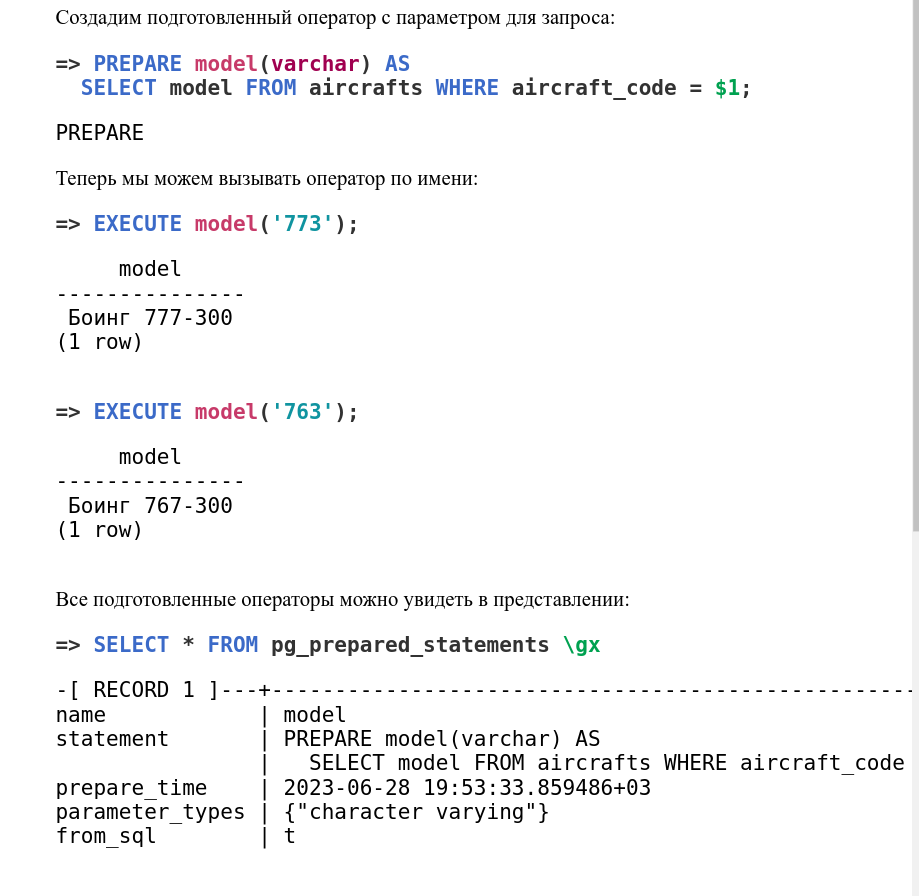 Создадим подготовленный оператор с параметром для запроса:
=> PREPARE model(varchar) AS
  SELECT model FROM aircrafts WHERE aircraft_code = $1;
PREPARE
Теперь мы можем вызывать оператор по имени:
=> EXECUTE model('773');
     model
---------------
 Боинг 777-300
(1 row)
=> EXECUTE model('763');
     model
---------------
 Боинг 767-300
(1 row)
Все подготовленные операторы можно увидеть в представлении:
=> SELECT * FROM pg_prepared_statements \gx
-[ RECORD 1 ]---+---------------------------------------------------
name            | model
statement       | PREPARE model(varchar) AS
                |   SELECT model FROM aircrafts WHERE aircraft_code
prepare_time    | 2023-06-28 19:53:33.859486+03
parameter_types | {"character varying"}
from_sql        | t